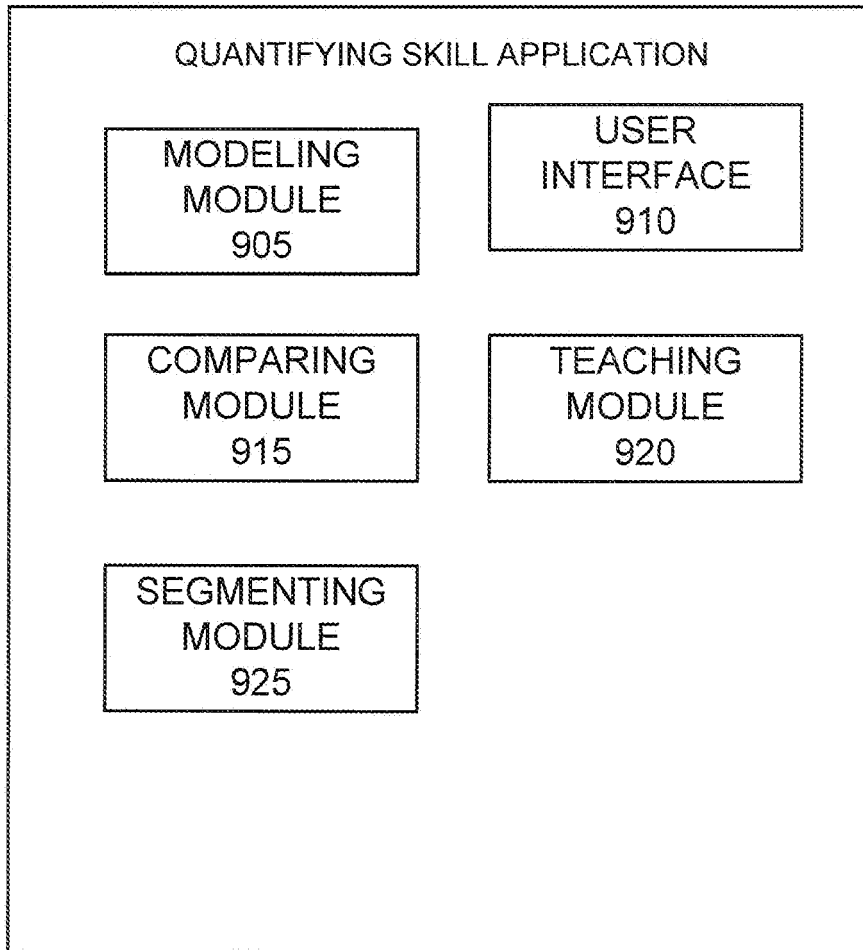 QUANTIFYING SKILL APPLICATION
MODELING
MODULE
905
USER
INTERFACE
910
COMPARING
MODULE
915
TEACHING
MODULE
920
SEGMENTING
MODULE
925